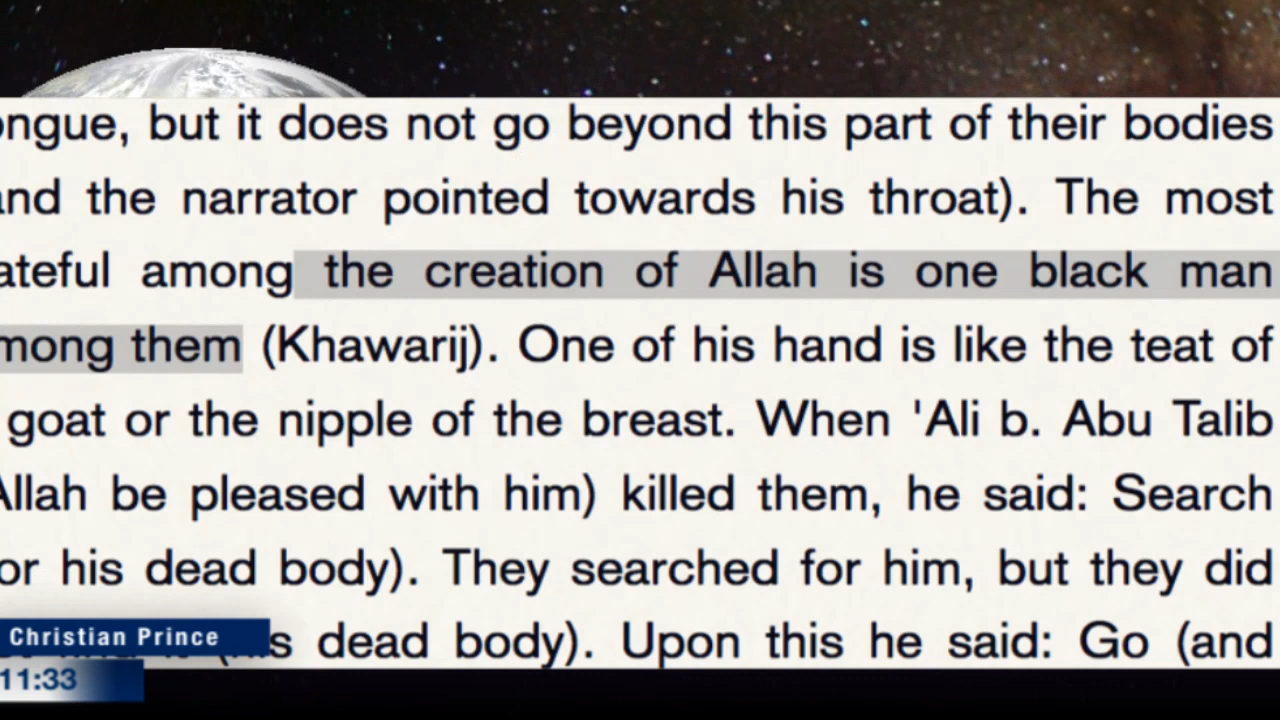 ongue, but it does not go beyond this part of their bodies
and the narrator pointed towards his throat). The most
ateful among the creation of Allah is one black man
mong them (Khawarij). One of his hand is like the teat of
goat or the nipple of the breast. When 'Ali b. Abu Talib
Allah be pleased with him) killed them, he said: Search
or his dead body). They searched for him, but they did
dead body). Upon this he said: Go (and
Christian Prince
11:33